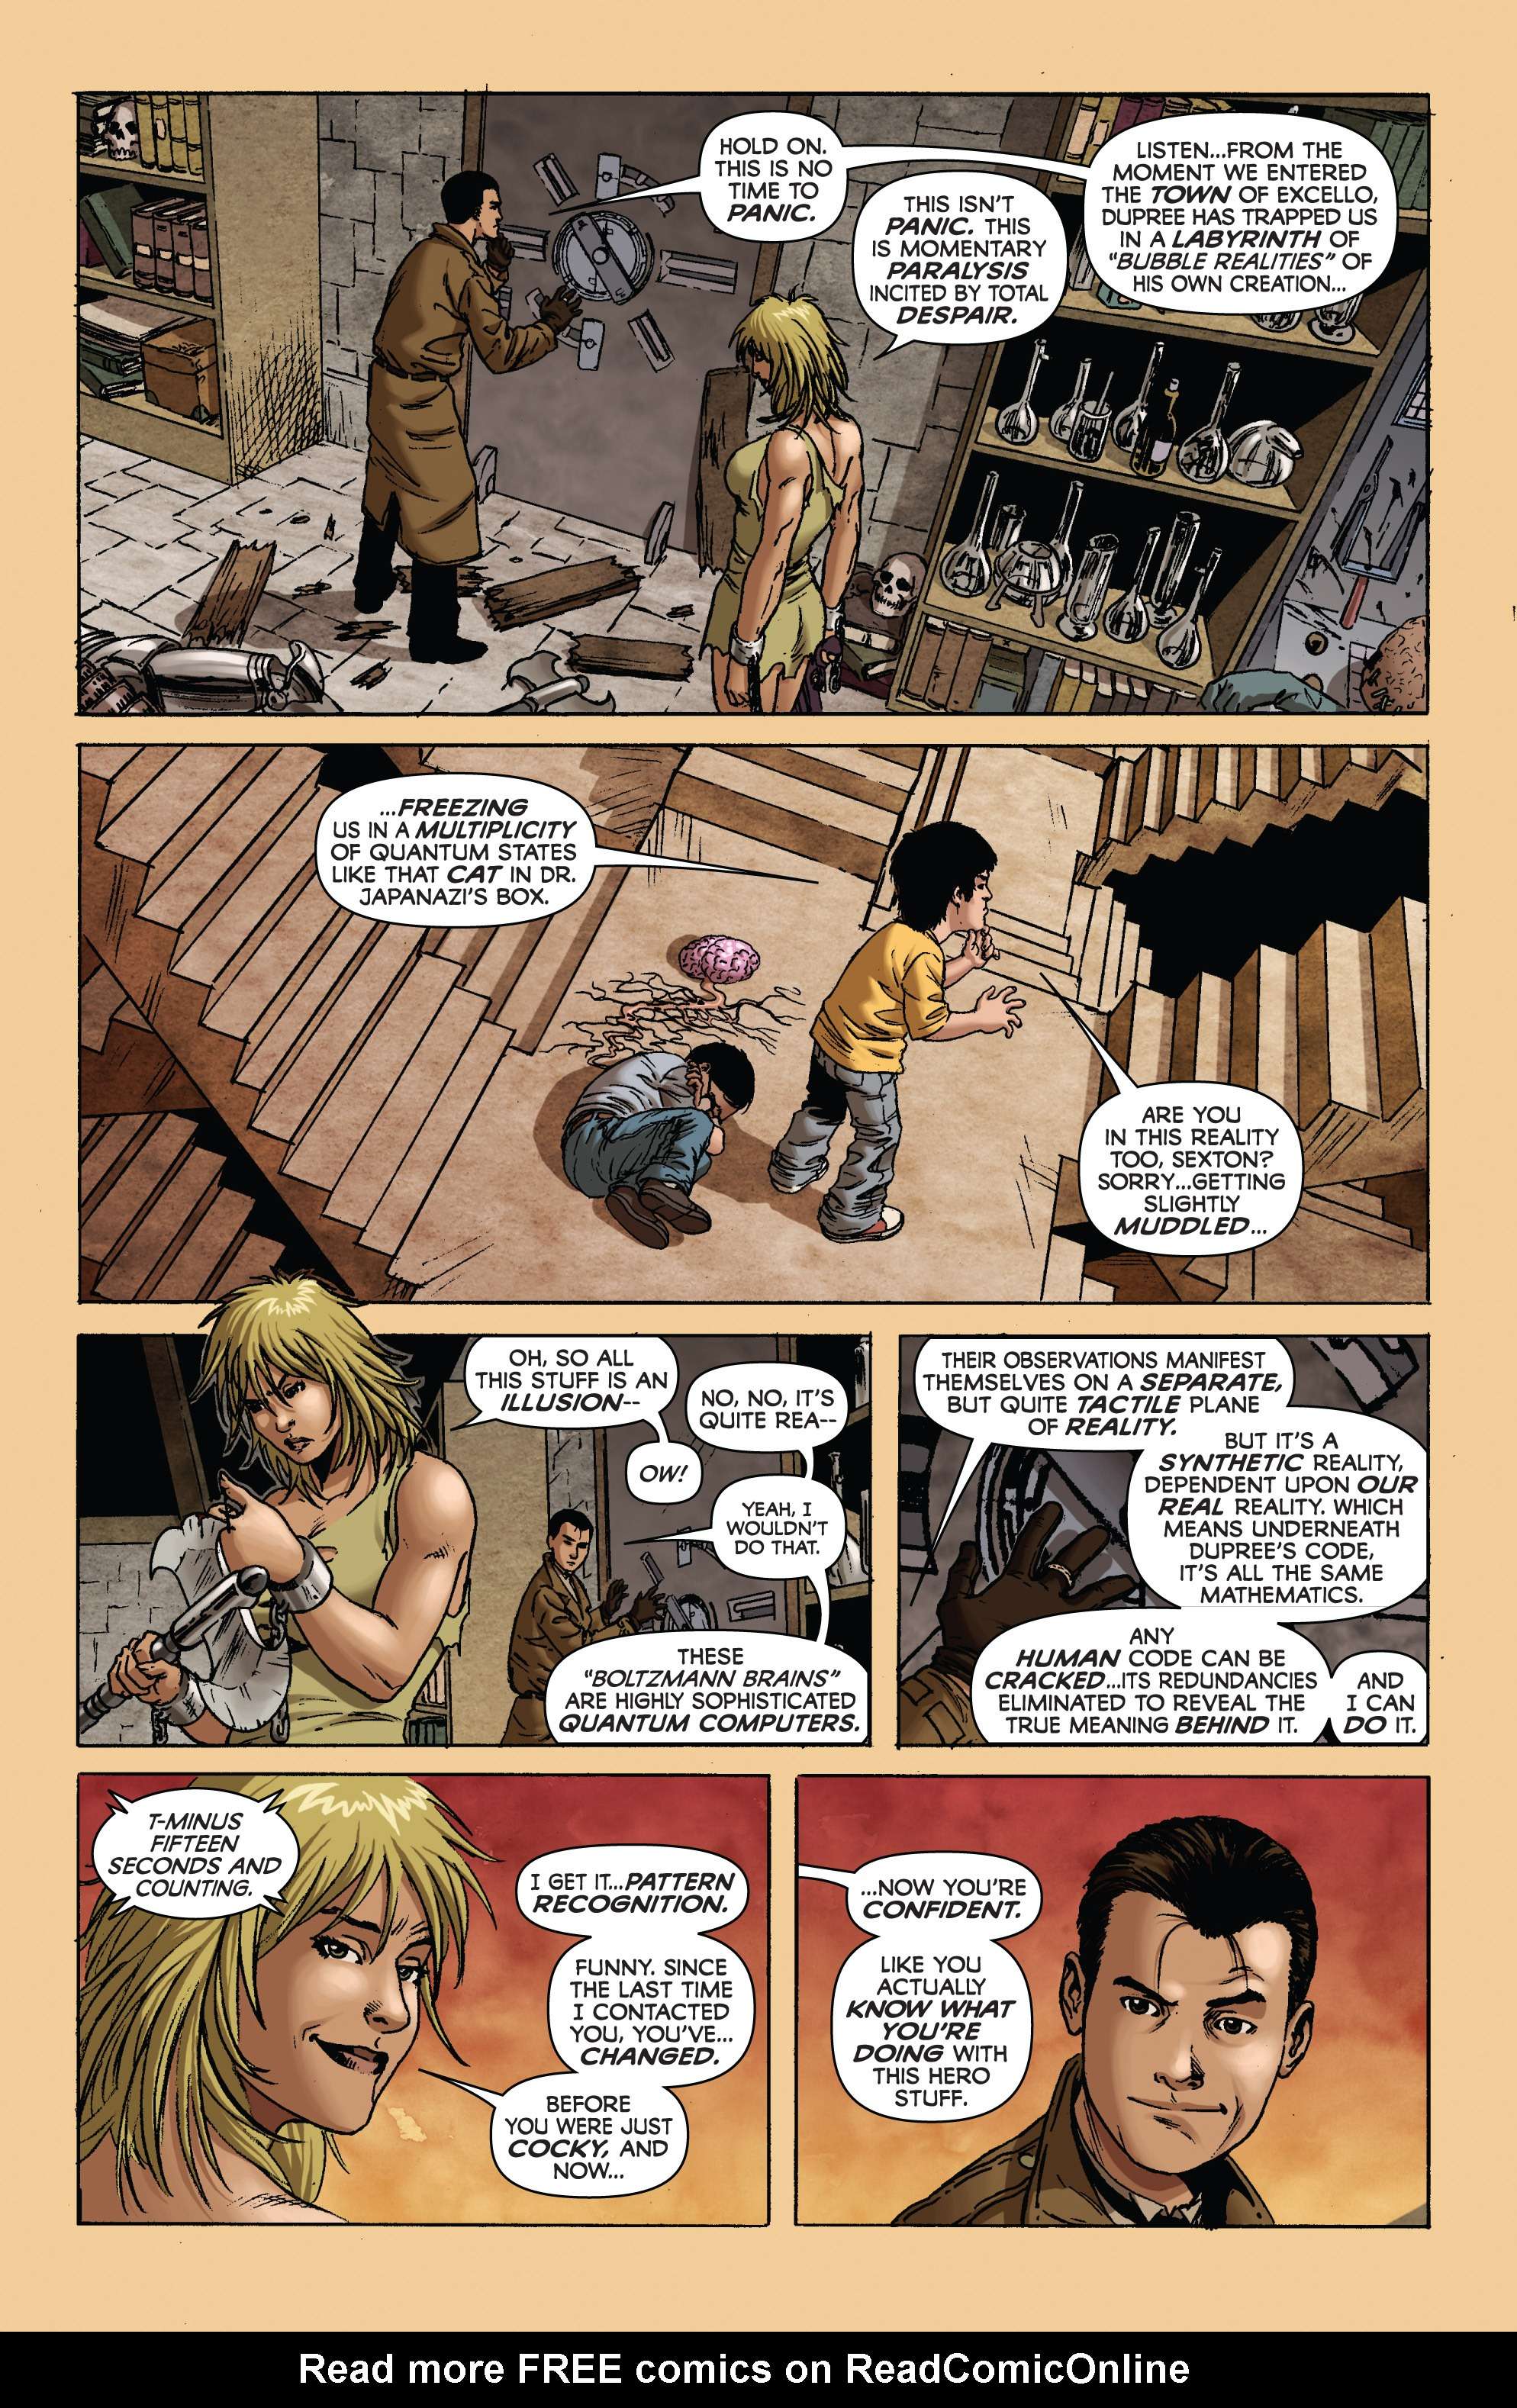 HOLD ON.
THIS IS NO
TIME TO
PANIC.
THIS ISN'T
PANIC. THIS
IS MOMENTARY
PARALYSIS
INCITED BY TOTAL
DESPAIR.
LISTEN...FROM THE
MOMENT WE ENTERED
THE TOWN OF EXCELLO,
DUPREE HAS TRAPPED US
IN A LABYRINTH OF
"BUBBLE REALITIES" OF
HIS OWN CREATION...
...FREEZING
US IN A MULTIPLICITY
OF QUANTUM STATES
LIKE THAT CAT IN DR.
JAPANAZI'S BOX.
ARE YOU
IN THIS REALITY
TOO, SEXTON?
SORRY...GETTING
SLIGHTLY
MUDDLED...
OH, SO ALL
THIS STUFF IS AN
ILLUSION--
NO, NO, IT'S
QUITE REA--
OW!
YEAH, I
WOULDN'T
DO THAT.
THESE
"BOLTZMANN BRAINS"
ARE HIGHLY SOPHISTICATED
QUANTUM COMPUTERS.
THEIR OBSERVATIONS MANIFEST
THEMSELVES ON A SEPARATE,
BUT QUITE TACTILE PLANE
OF REALITY.
BUT IT'S A
SYNTHETIC REALITY,
DEPENDENT UPON OUR
REAL REALITY. WHICH
MEANS UNDERNEATH
DUPREE'S CODE,
IT'S ALL THE SAME
MATHEMATICS.
ANY
HUMAN CODE CAN BE
CRACKED...ITS REDUNDANCIES
ELIMINATED TO REVEAL THE
TRUE MEANING BEHIND IT.
AND
I CAN
DO IT.
T-MINUS
FIFTEEN
SECONDS AND
COUNTING.
I GET IT...PATTERN
RECOGNITION.
FUNNY. SINCE
THE LAST TIME
I CONTACTED
YOU, YOU'VE...
CHANGED.
BEFORE
YOU WERE JUST
COCKY, AND
NOW...
...NOW YOU'RE
CONFIDENT.
LIKE YOU
ACTUALLY
KNOW WHAT
YOU'RE
DOING WITH
THIS HERO
STUFF.
Read more FREE comics on ReadComicOnline